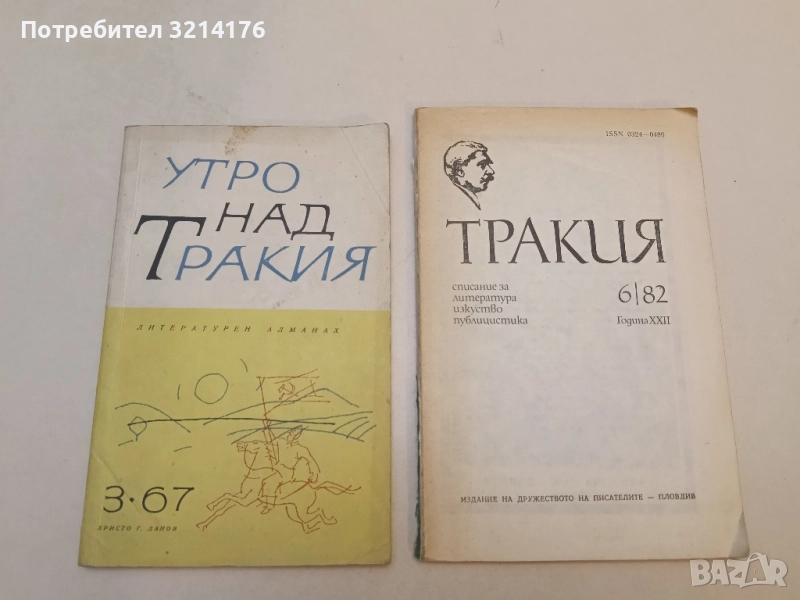 Потребител 3214176
УТРО
НАД
ТРАКИЯ
ЛИТЕРАТУРЕН АЛМАНАХ
3·67
ХРИСТО Г. ДАНОВ
ISSN 0324-0495
ТРАКИЯ
списание за
литература
изкуство
публицистика
6|82
Година XXII
ИЗДАНИЕ НА ДРУЖЕСТВОТО НА ПИСАТЕЛИТЕ — ПЛОВДИВ
BAZAR